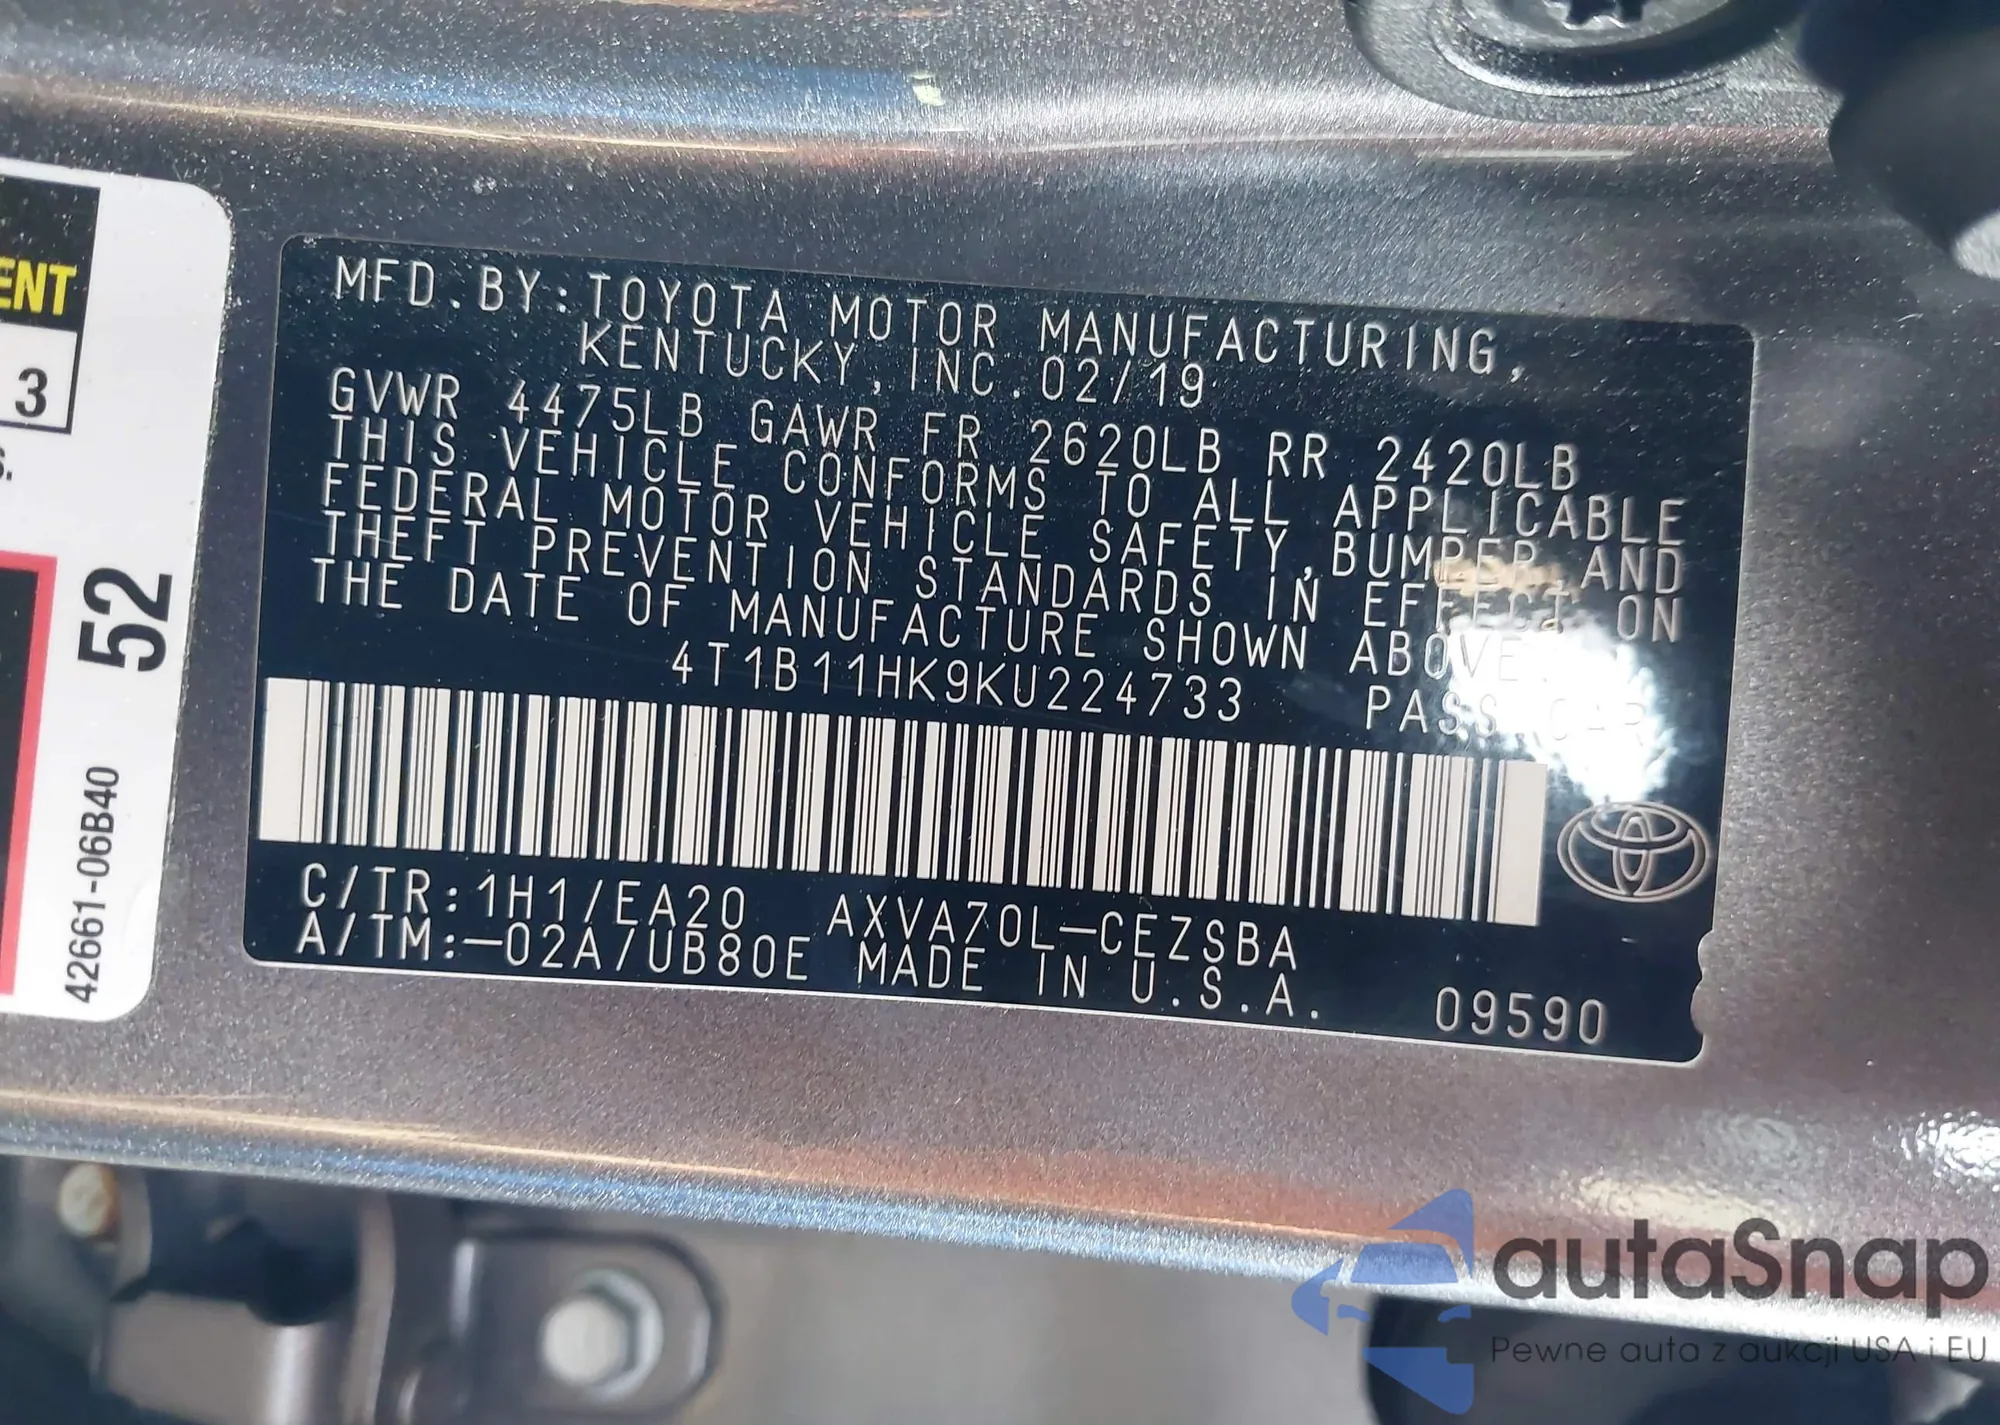 ENT
3
S.
52
42661-06B40
MFD.BY:TOYOTA MOTOR MANUFACTURING,
KENTUCKY,INC.02/19
GVWR 4475LB GAWR FR 2620LB RR 2420LB
THIS VEHICLE CONFORMS TO ALL APPLICABLE
FEDERAL MOTOR VEHICLE SAFETY,BUMPER,AND
THEFT PREVENTION STANDARDS IN EFFECT ON
THE DATE OF MANUFACTURE SHOWN ABOVE.
4T1B11HK9KU224733 PASS.CAR
C/TR:1H1/EA20 AXVA70L-CEZSBA
A/TM:-02A/UB80E MADE IN U.S.A. 09590
autaSnap
Pewne auta z aukcji USA i EU